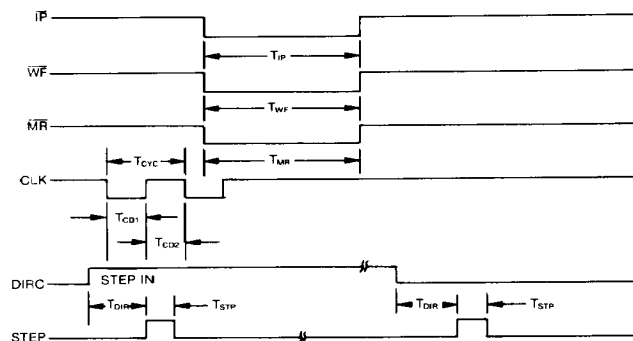 IP
T_IP
WF
T_WF
MR
T_CYC T_MR
CLK
T_CD1
T_CD2
STEP IN
DIRC
T_DIR T_STP T_DIR T_STP
STEP